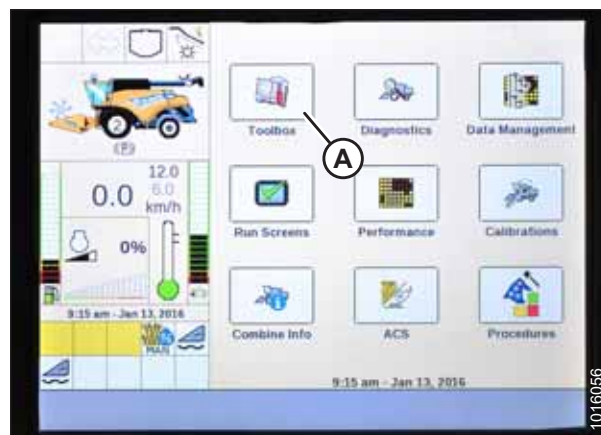 Toolbox
Diagnostics
Data Management
A
2
(P)
12.0
6.0
0.0
km/h
Run Screens
Performance
Calibrations
0%
9:15 am - Jan 13, 2016
MAN
Combine Info
ACS
Procedures
9:15 am - Jan 13, 2016
1016056